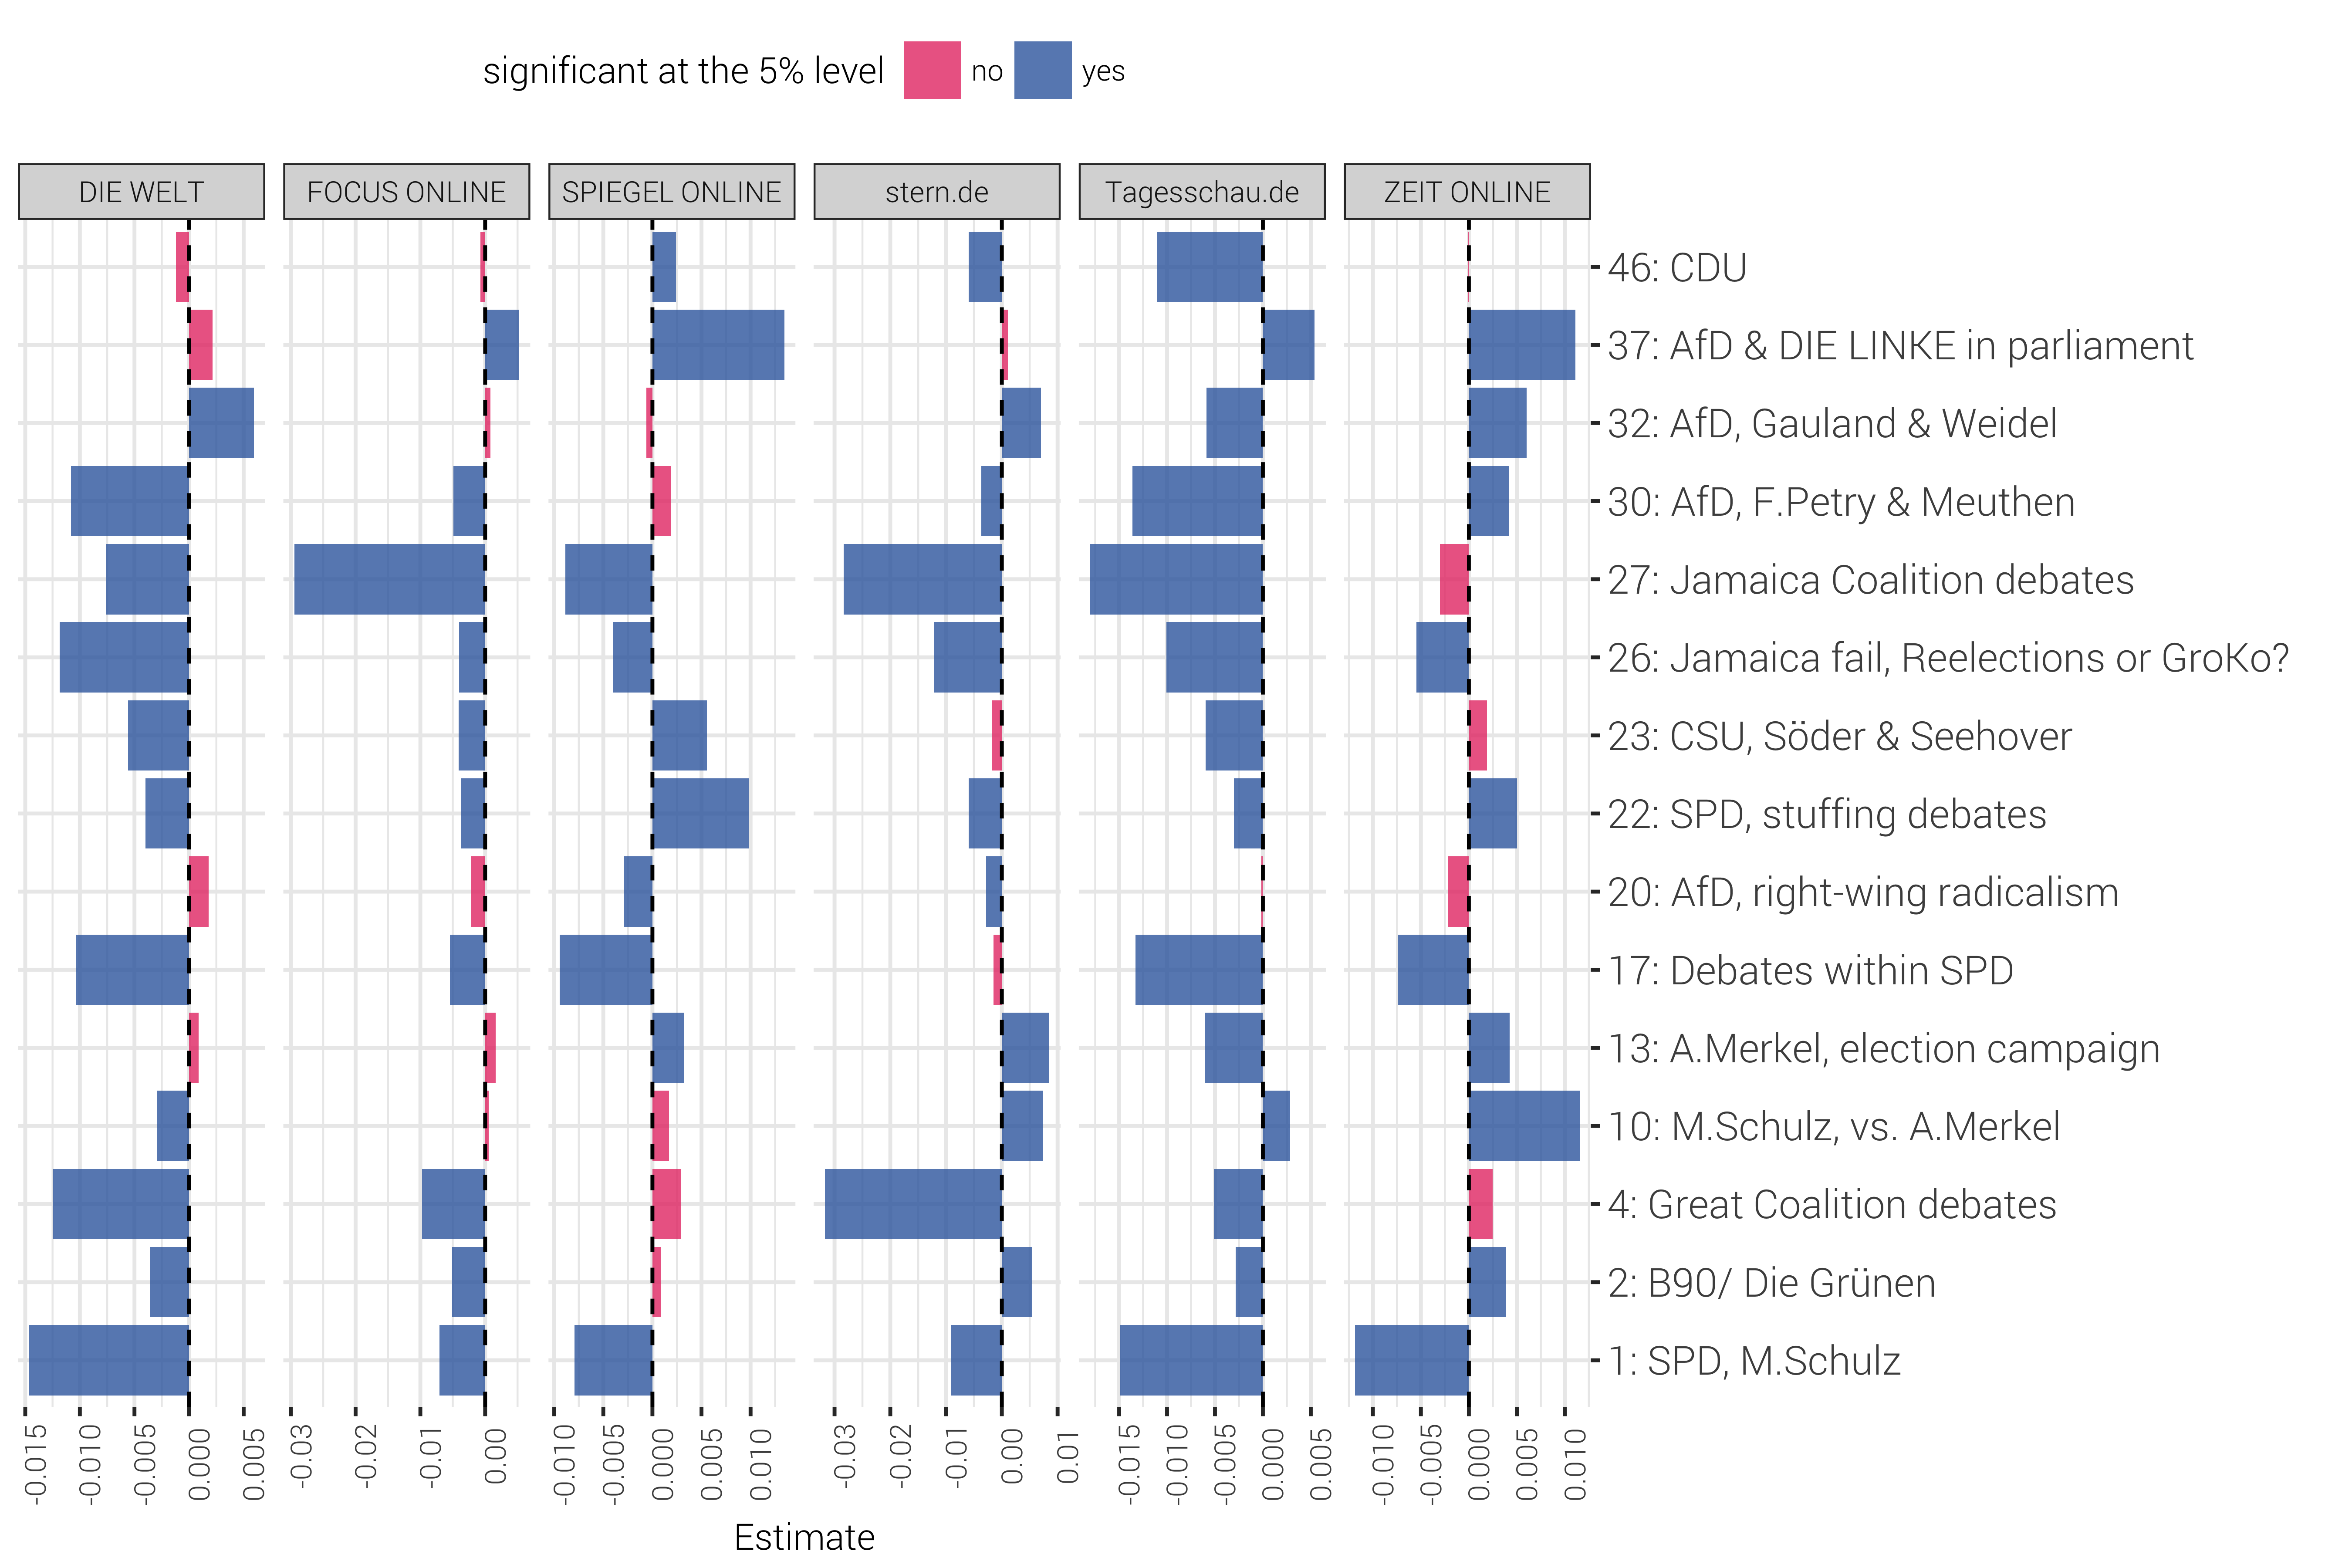 significant at the 5% level no yes
DIE WELT FOCUS ONLINE SPIEGEL ONLINE stern.de Tagesschau.de ZEIT ONLINE
46: CDU
37: AfD & DIE LINKE in parliament
32: AfD, Gauland & Weidel
30: AfD, F.Petry & Meuthen
27: Jamaica Coalition debates
26: Jamaica fail, Reelections or GroKo?
23: CSU, Söder & Seehover
22: SPD, stuffing debates
20: AfD, right-wing radicalism
17: Debates within SPD
13: A.Merkel, election campaign
10: M.Schulz, vs. A.Merkel
4: Great Coalition debates
2: B90/ Die Grünen
1: SPD, M.Schulz
-0.015 -0.010 -0.005 0.000 0.005 -0.03 -0.02 -0.01 0.00 -0.010 -0.005 0.000 0.005 0.010 -0.03 -0.02 -0.01 0.00 0.01 -0.015 -0.010 -0.005 0.000 0.005 -0.010 -0.005 0.000 0.005 0.010
Estimate